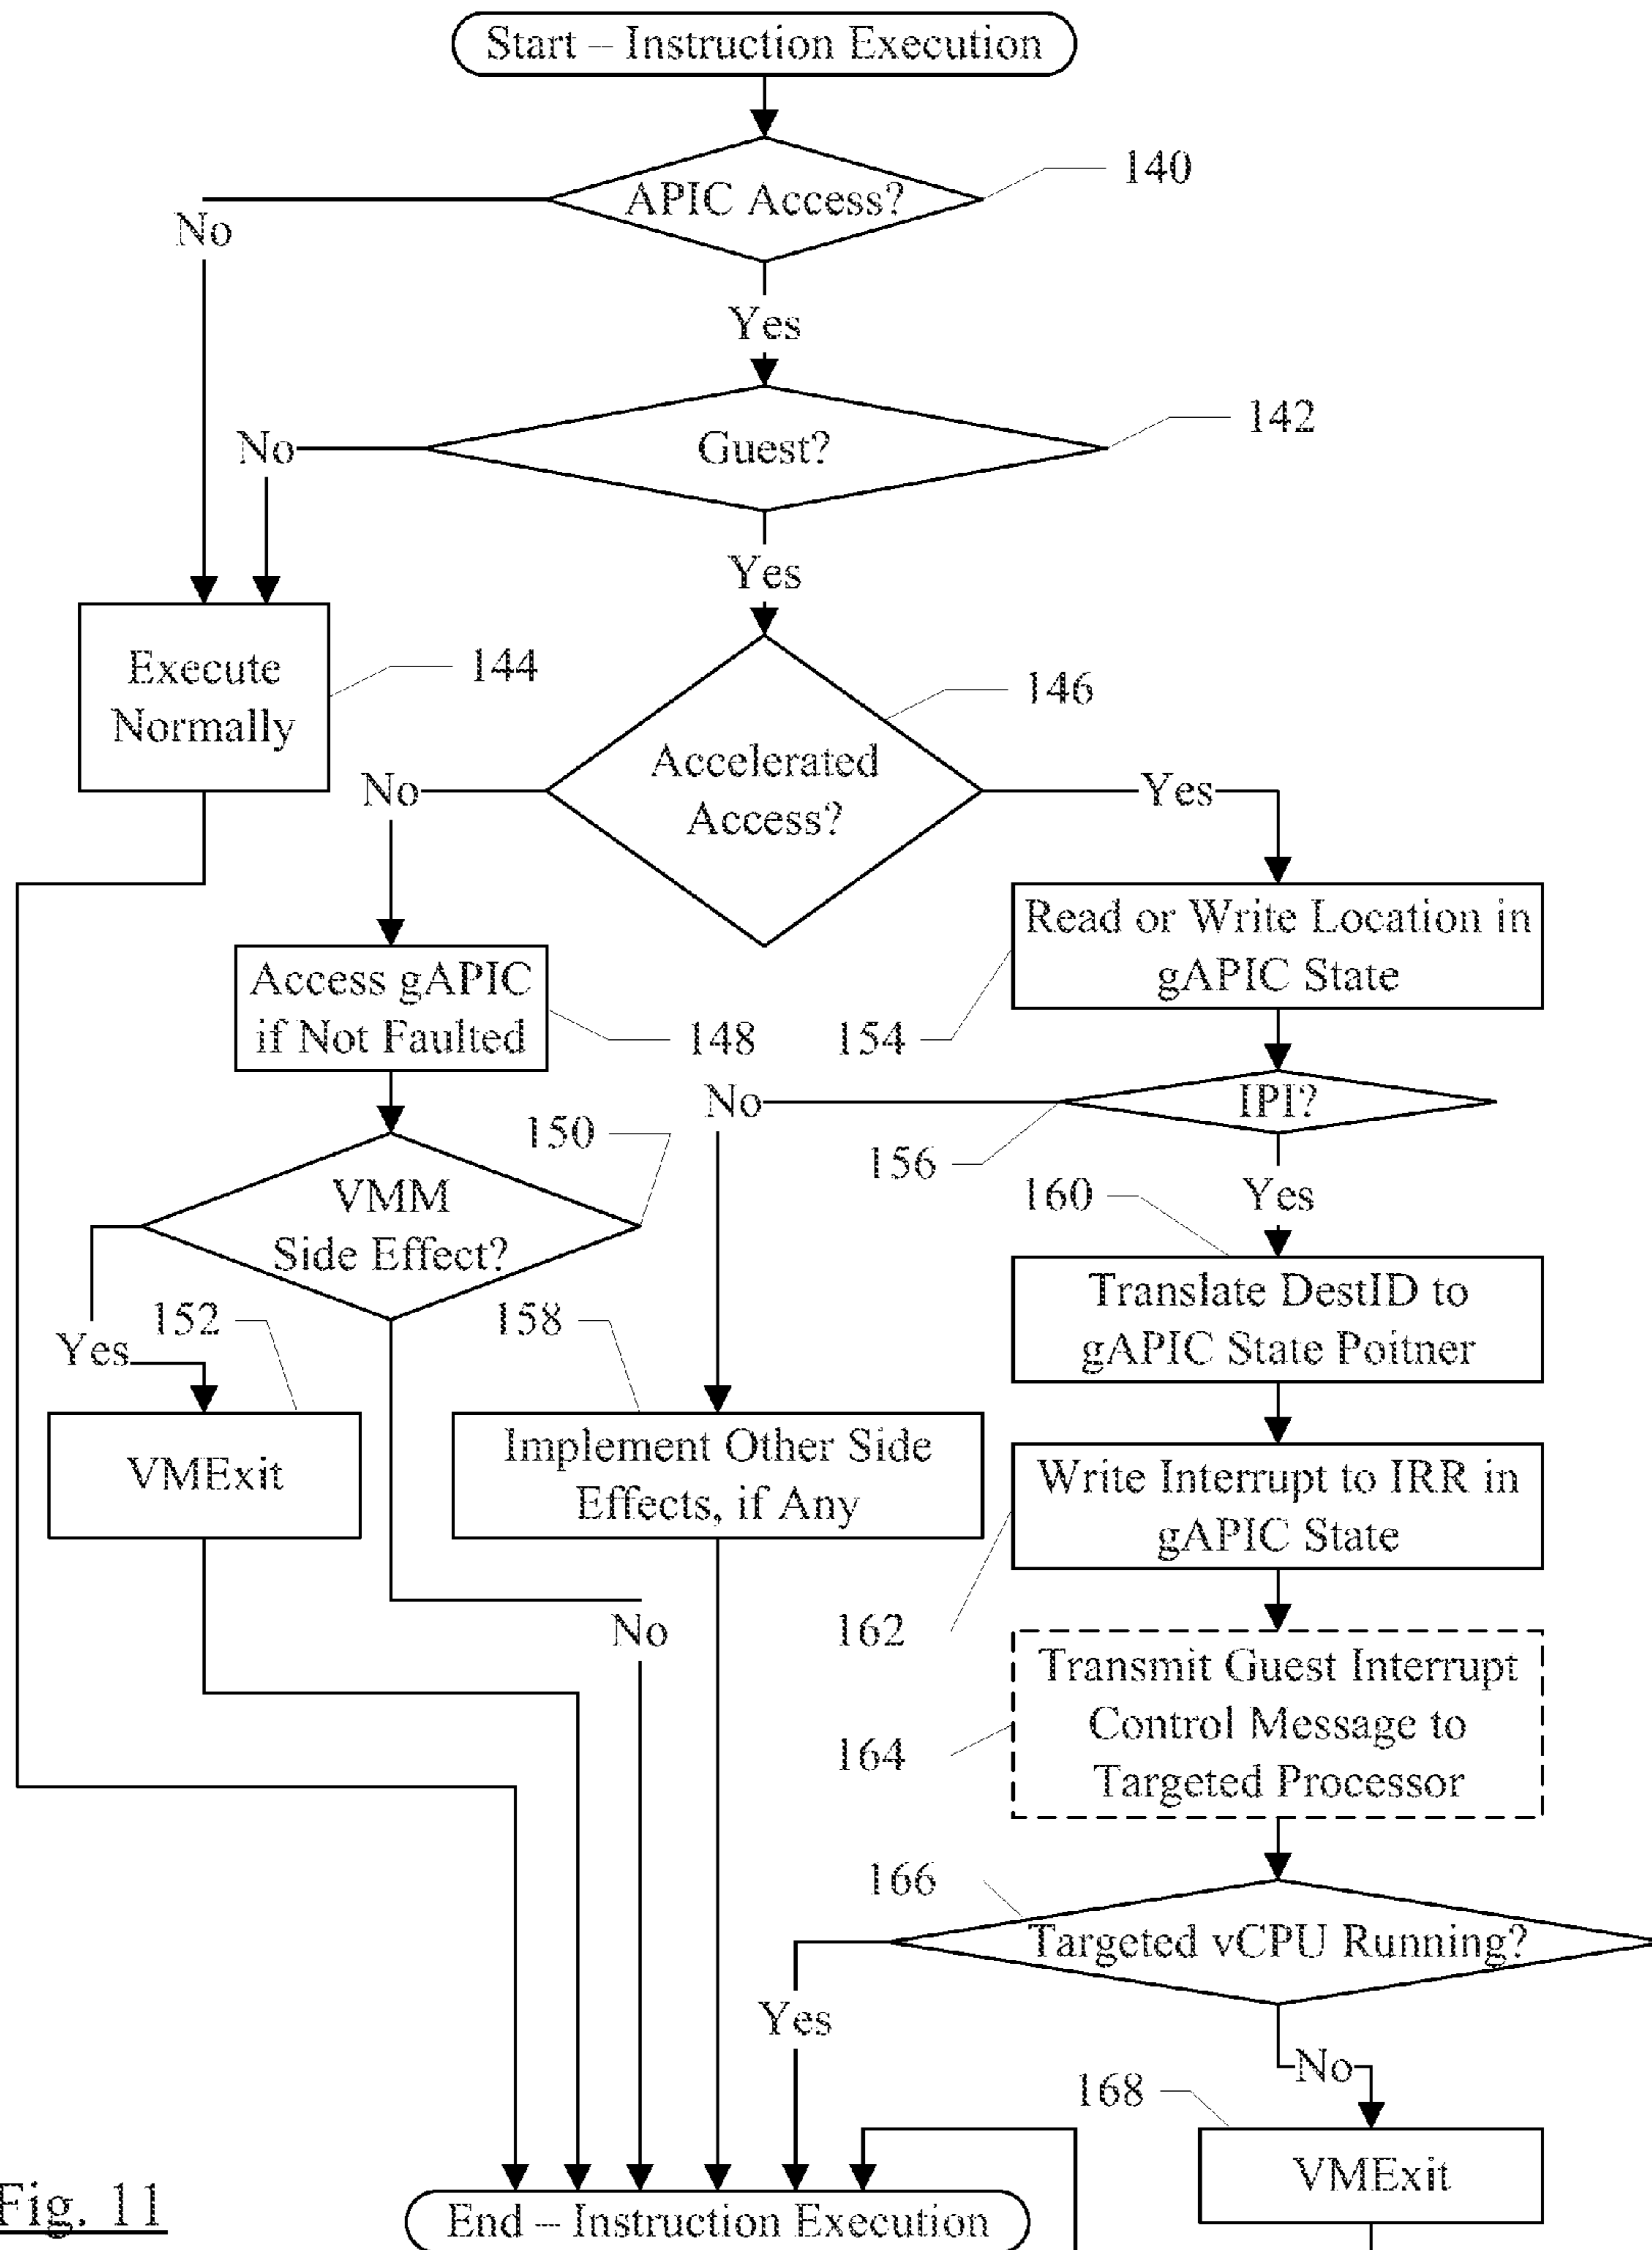 Start – Instruction Execution
APIC Access?
140
No
Yes
Guest?
142
No
Yes
Execute
Normally
144
Accelerated
Access?
146
No
Yes
Read or Write Location in
gAPIC State
154
Access gAPIC
if Not Faulted
148
No
IPI?
156
150
VMM
Side Effect?
160
Yes
Translate DestID to
gAPIC State Poitner
Yes
152
158
VMExit
Implement Other Side
Effects, if Any
Write Interrupt to IRR in
gAPIC State
162
No
Transmit Guest Interrupt
Control Message to
Targeted Processor
164
166
Targeted vCPU Running?
Yes
No
168
VMExit
End – Instruction Execution
Fig. 11